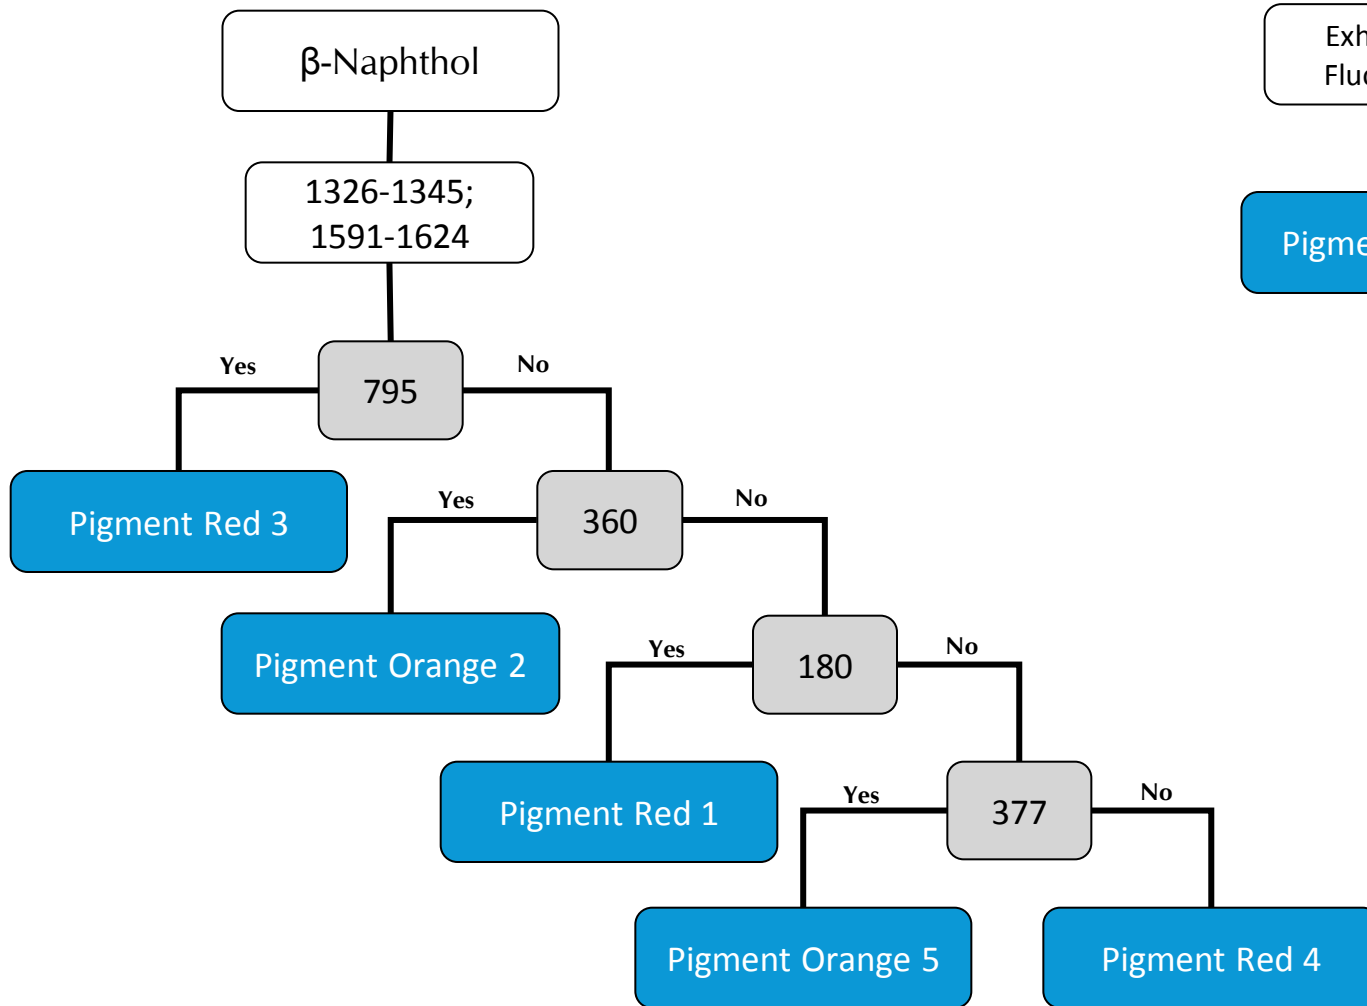 β-Naphthol
1326-1345;
1591-1624
Yes
795
No
Pigment Red 3
Yes
360
No
Pigment Orange 2
Yes
180
No
Pigment Red 1
Yes
377
No
Pigment Orange 5
Pigment Red 4